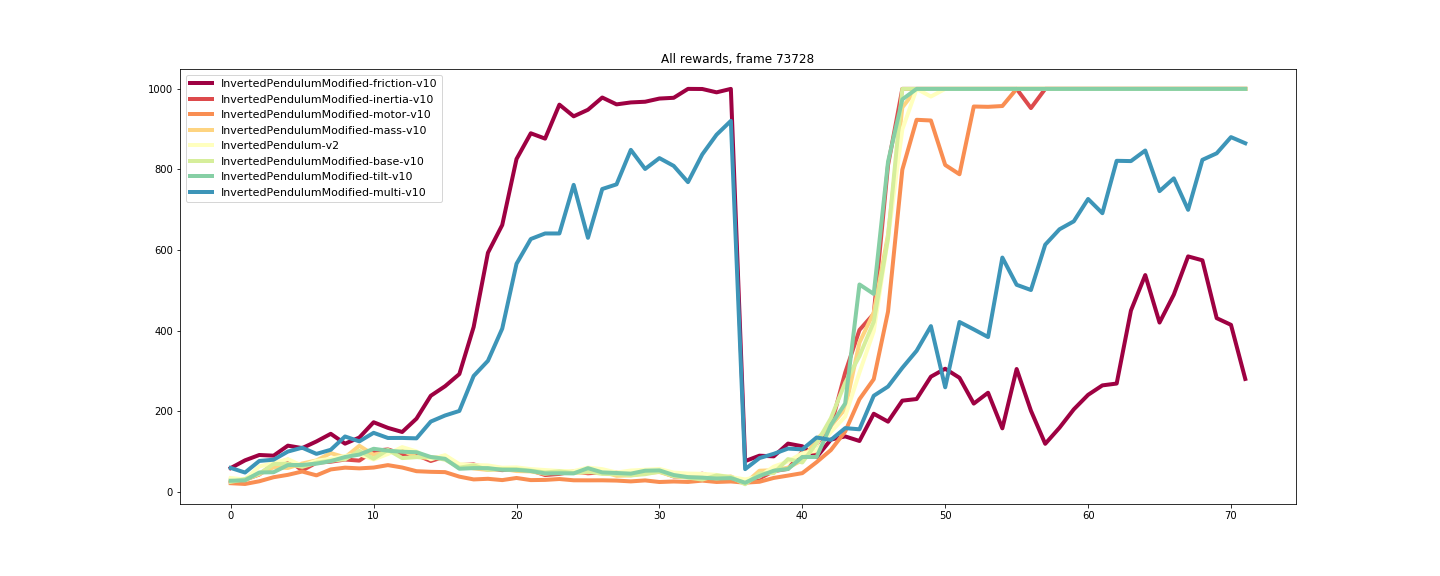 All rewards, frame 73728
1000
800
600
400
200
0
InvertedPendulumModified-friction-v10
InvertedPendulumModified-inertia-v10
InvertedPendulumModified-motor-v10
InvertedPendulumModified-mass-v10
InvertedPendulum-v2
InvertedPendulumModified-base-v10
InvertedPendulumModified-tilt-v10
InvertedPendulumModified-multi-v10
0 10 20 30 40 50 60 70